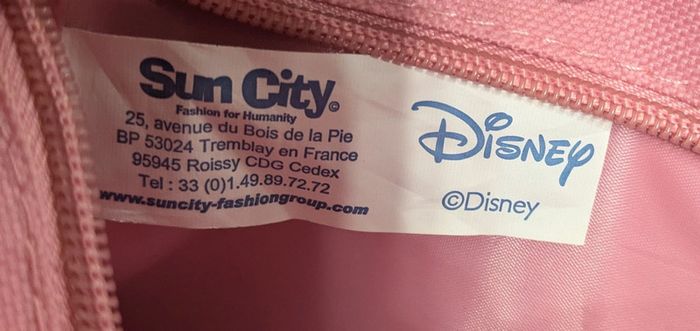 Sun City©
Fashion for Humanity
25, avenue du Bois de la Pie
BP 53024 Tremblay en France
95945 Roissy CDG Cedex
Tel : 33 (0)1.49.89.72.72
www.suncity-fashiongroup.com
Disney
©Disney